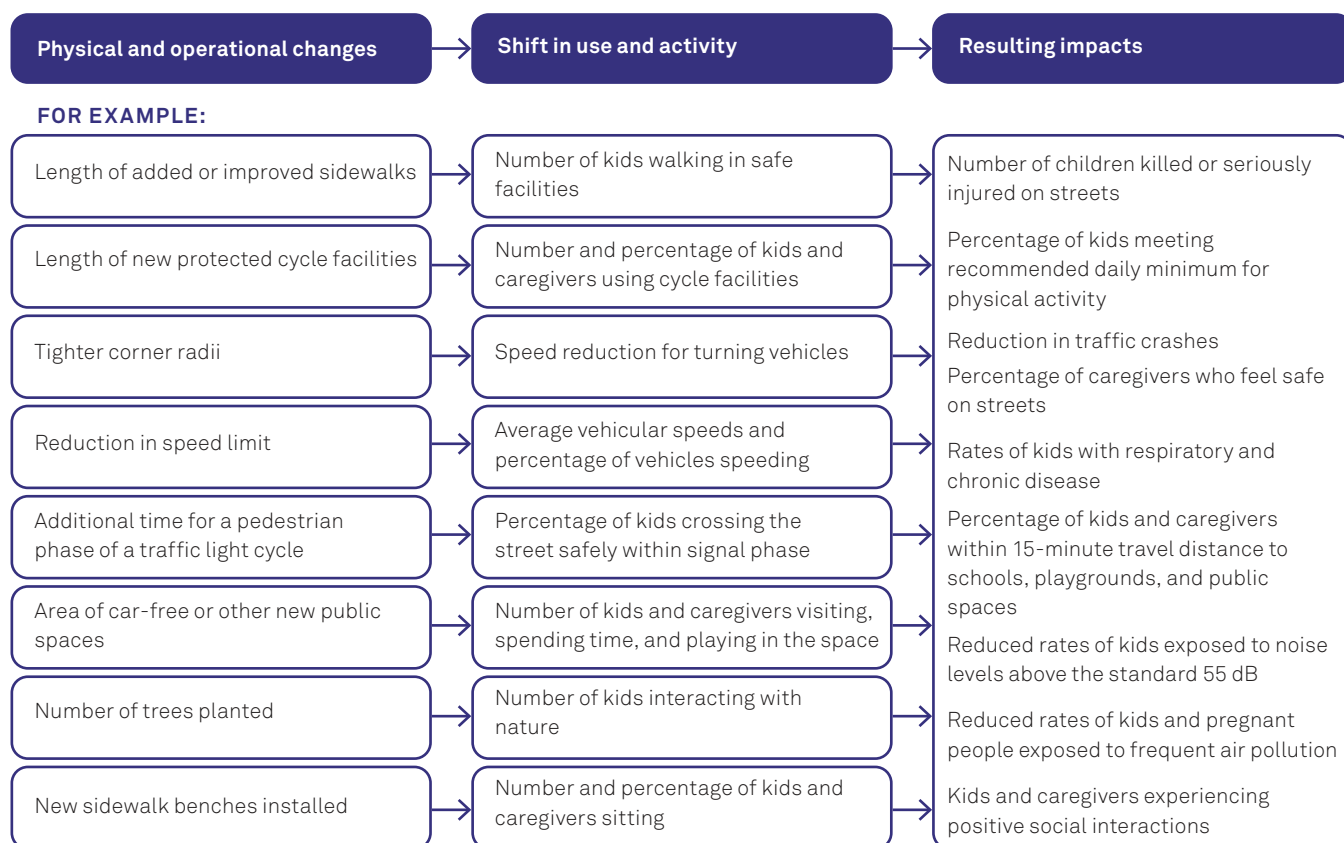 Physical and operational changes
Shift in use and activity
Resulting impacts
FOR EXAMPLE:
Length of added or improved sidewalks
Number of kids walking in safe
facilities
Length of new protected cycle facilities
Number and percentage of kids and
caregivers using cycle facilities
Tighter corner radii
Speed reduction for turning vehicles
Reduction in speed limit
Average vehicular speeds and
percentage of vehicles speeding
Additional time for a pedestrian
phase of a traffic light cycle
Percentage of kids crossing the
street safely within signal phase
Area of car-free or other new public
spaces
Number of kids and caregivers visiting,
spending time, and playing in the space
Number of trees planted
Number of kids interacting with
nature
New sidewalk benches installed
Number and percentage of kids and
caregivers sitting
Number of children killed or seriously
injured on streets
Percentage of kids meeting
recommended daily minimum for
physical activity
Reduction in traffic crashes
Percentage of caregivers who feel safe
on streets
Rates of kids with respiratory and
chronic disease
Percentage of kids and caregivers
within 15-minute travel distance to
schools, playgrounds, and public
spaces
Reduced rates of kids exposed to noise
levels above the standard 55 dB
Reduced rates of kids and pregnant
people exposed to frequent air pollution
Kids and caregivers experiencing
positive social interactions